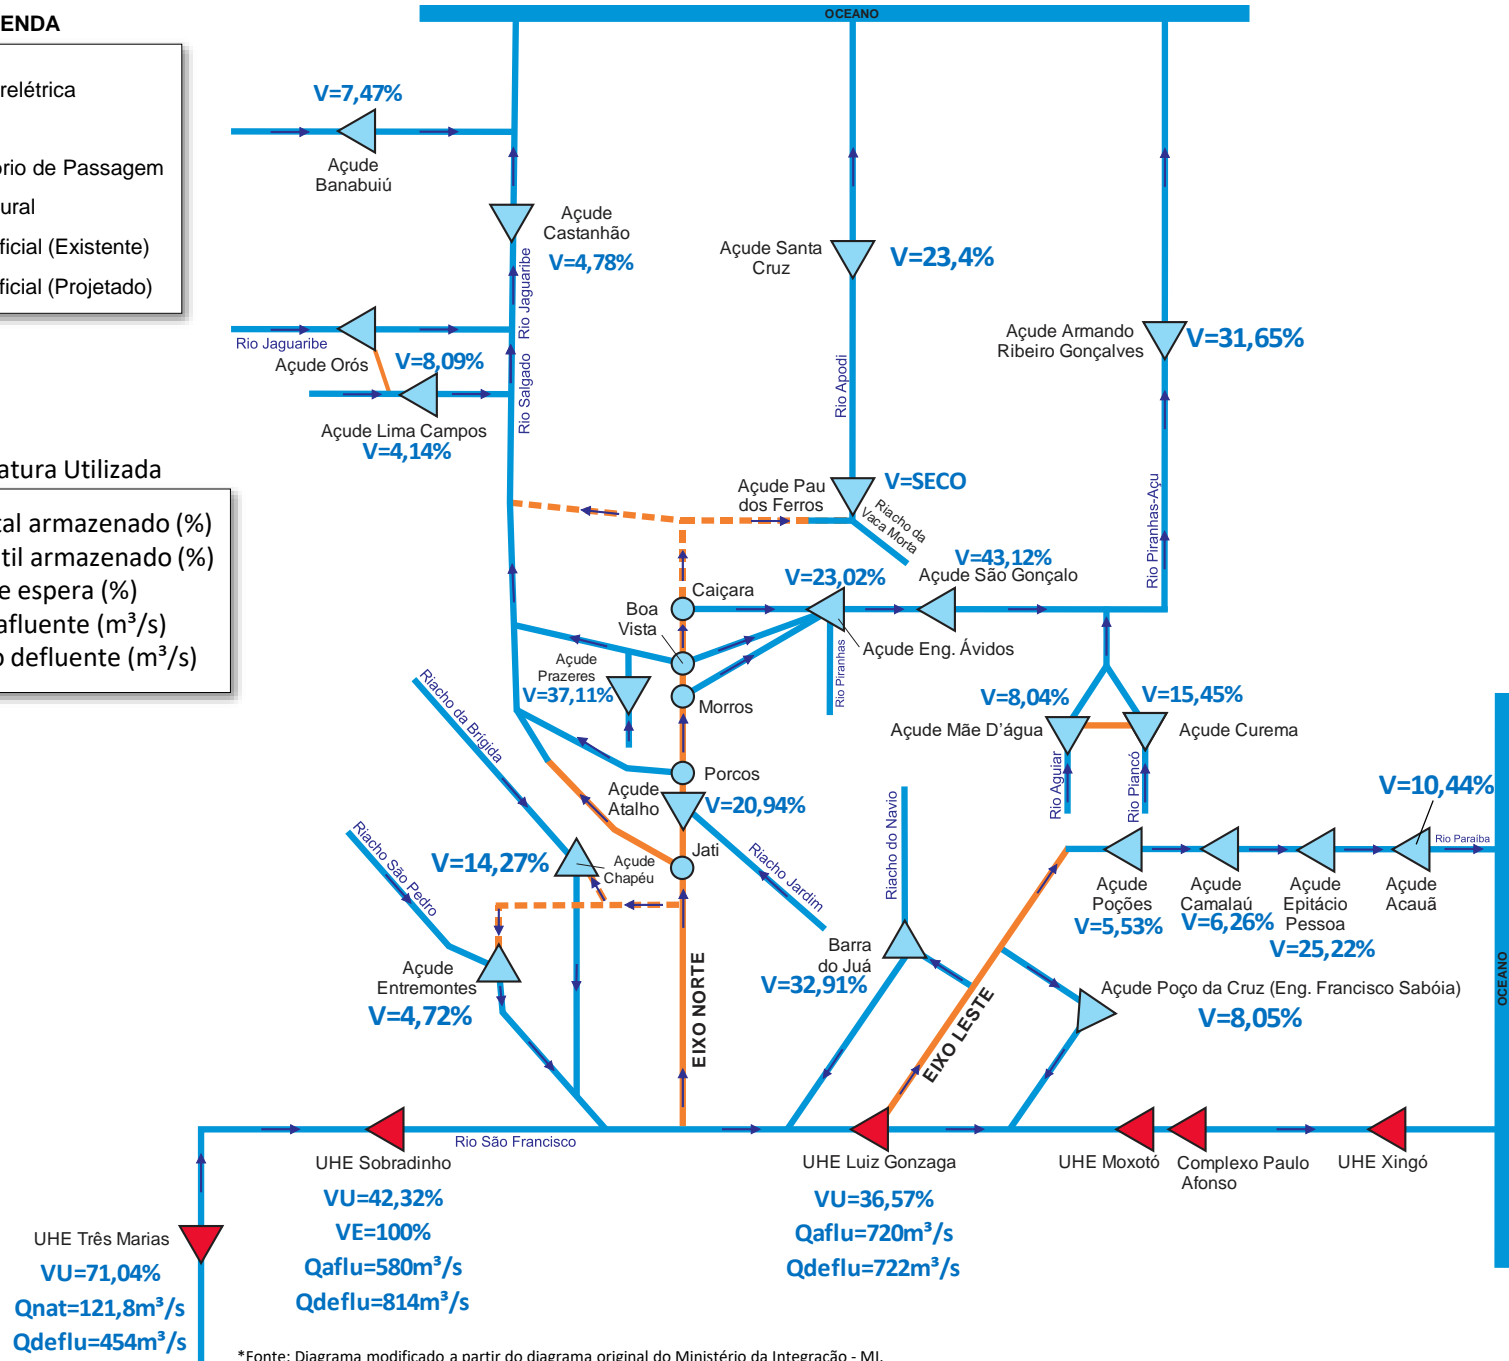 OCEANO
ENDA
relétrica
ório de Passagem
ural
ficial (Existente)
ficial (Projetado)
V=7,47%
Açude
Banabuiú
Açude
Castanhão
V=4,78%
Rio Jaguaribe
Açude Santa
Cruz
V=23,4%
Rio Jaguaribe
Açude Orós
V=8,09%
Rio Salgado
Açude Lima Campos
V=4,14%
Rio Apodi
Açude Armando
Ribeiro Gonçalves
V=31,65%
atura Utilizada
tal armazenado (%)
til armazenado (%)
e espera (%)
afluente (m³/s)
o defluente (m³/s)
Açude Pau
dos Ferros
V=SECO
Riacho da
Vaca Morta
Rio Piranhas-Açu
V=43,12%
Açude São Gonçalo
V=23,02%
Caiçara
Boa
Vista
Açude Eng. Ávidos
Rio Piranhas
Açude
Prazeres
V=37,11%
Morros
Riacho da Brígida
V=8,04%
Açude Mãe D'água
V=15,45%
Açude Curema
Rio Aguiar
Rio Piancó
Porcos
Açude
Atalho
V=20,94%
Jati
Riacho Jardim
Riacho São Pedro
V=14,27%
Açude
Chapéu
Riacho do Navio
V=10,44%
Rio Paraiba
Açude
Poções
V=5,53%
Açude
Camalaú
V=6,26%
Açude
Epitácio
Pessoa
V=25,22%
Açude
Acauã
OCEANO
Açude
Entremontes
V=4,72%
EIXO NORTE
Barra
do Juá
V=32,91%
EIXO LESTE
Açude Poço da Cruz (Eng. Francisco Sabóia)
V=8,05%
Rio São Francisco
UHE Sobradinho
VU=42,32%
VE=100%
Qaflu=580m³/s
Qdeflu=814m³/s
UHE Luiz Gonzaga
VU=36,57%
Qaflu=720m³/s
Qdeflu=722m³/s
UHE Moxotó
Complexo Paulo
Afonso
UHE Xingó
UHE Três Marias
VU=71,04%
Qnat=121,8m³/s
Qdeflu=454m³/s
*Fonte: Diagrama modificado a partir do diagrama original do Ministério da Integração - MI.